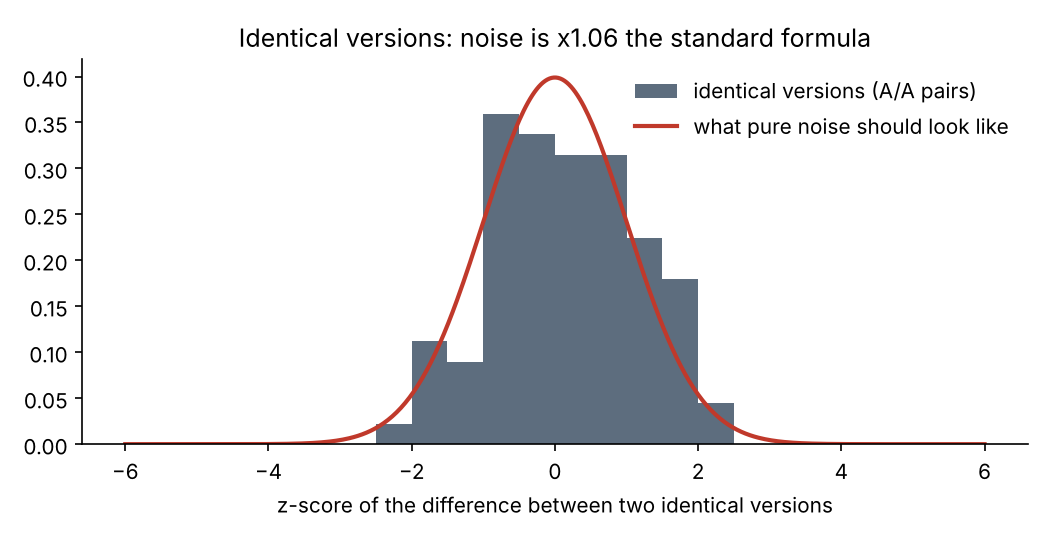 Identical versions: noise is x1.06 the standard formula
identical versions (A/A pairs)
what pure noise should look like
0.40
0.35
0.30
0.25
0.20
0.15
0.10
0.05
0.00
−6 −4 −2 0 2 4 6
z-score of the difference between two identical versions